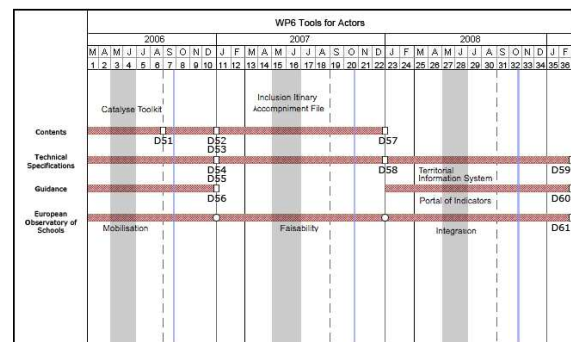 WP6 Tools for Actors
2006 2007 2008
M A M J J A S O N D J F M A M J J A S O N D J F M A M J J A S O N D J F
1 2 3 4 5 6 7 8 9 10 11 12 13 14 15 16 17 18 19 20 21 22 23 24 25 26 27 28 29 30 31 32 33 34 35 36
Inclusion Itinary
Catalyse Toolkit Accompniment File
Contents
D51 D52 D57
D53
Technical
Specifications
D54 D58 Territorial D59
D55 Information System
Guidance
D56 Portal of Indicators D60
European
Observatory of
Schools
Mobilisation Faisability Integration D61